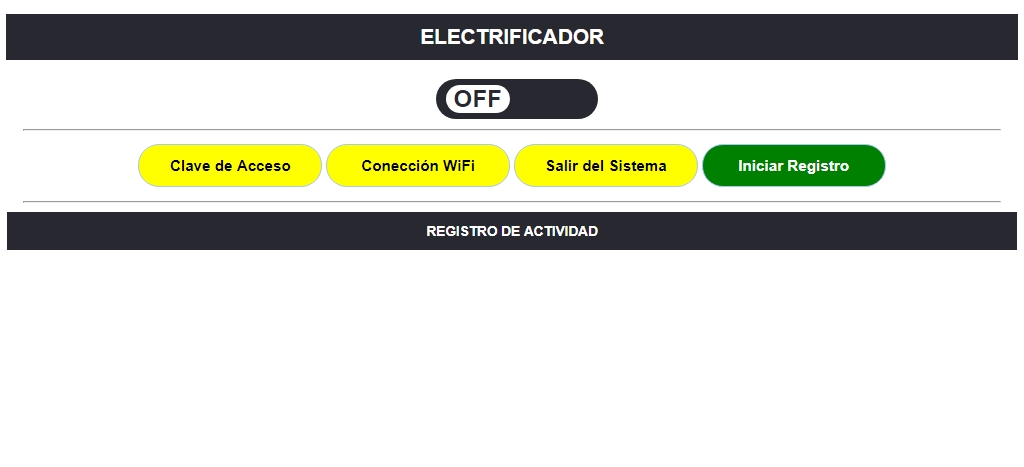 ELECTRIFICADOR
OFF
Clave de Acceso Conección WiFi Salir del Sistema Iniciar Registro
REGISTRO DE ACTIVIDAD